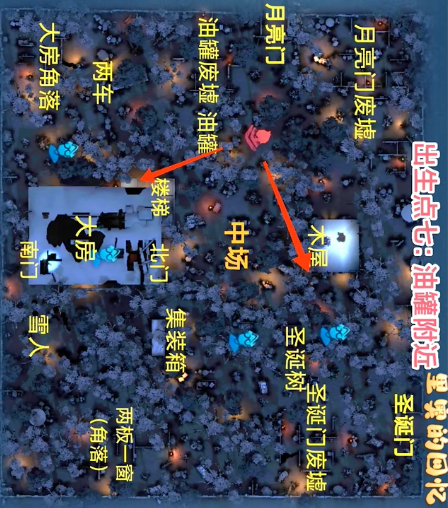 出生点七：油罐附近
里奥的回忆
圣诞门
月亮门废墟
木屋
圣诞门废墟
圣诞树
月亮门
中场
油罐废墟 油罐
集装箱
楼梯
北门
两板一窗
（角落）
两车
大房
大房角落
南门
雪人